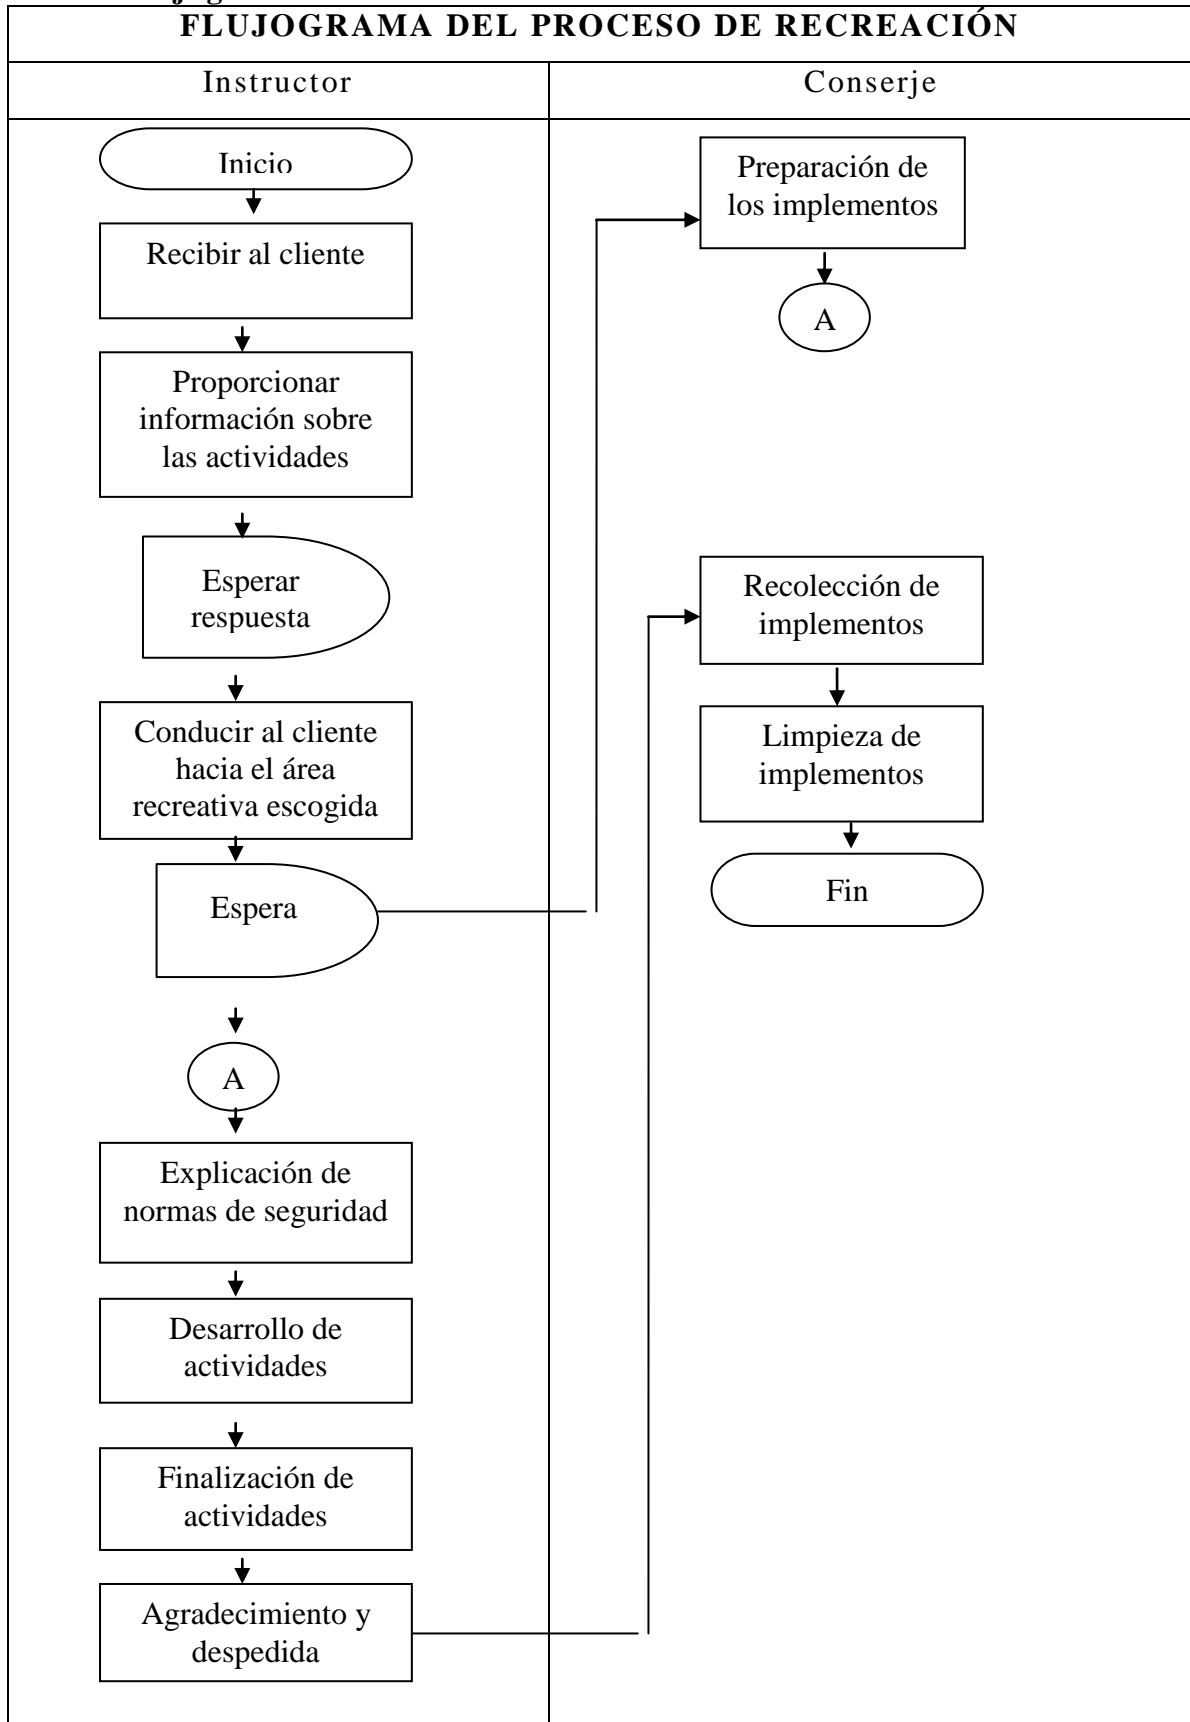 FLUJOGRAMA DEL PROCESO DE RECREACIÓN
Instructor
Conserje
Inicio
Recibir al cliente
Proporcionar
información sobre
las actividades
Esperar
respuesta
Conducir al cliente
hacia el área
recreativa escogida
Espera
A
Explicación de
normas de seguridad
Desarrollo de
actividades
Finalización de
actividades
Agradecimiento y
despedida
Preparación de
los implementos
A
Recolección de
implementos
Limpieza de
implementos
Fin